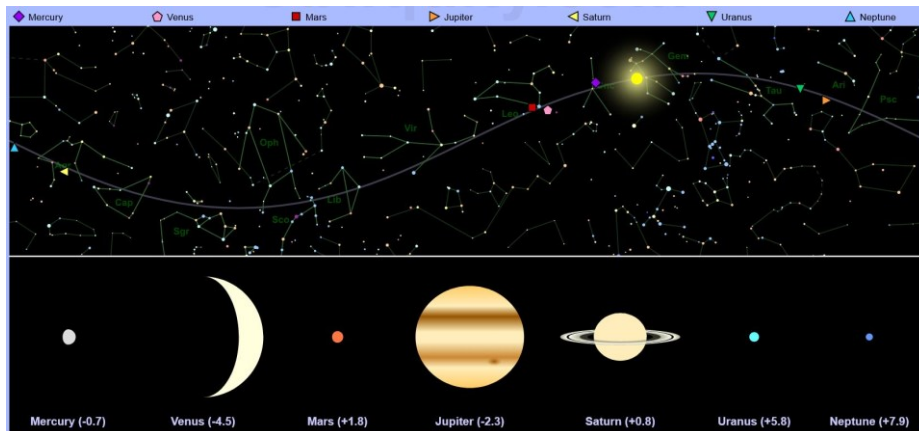 Mercury Venus Mars Jupiter Saturn Uranus Neptune
Gem
Tau
Ari
Psc
Leo
Vir
Oph
Cap
Lib
Sco
Sgr
Mercury (-0.7) Venus (-4.5) Mars (+1.8) Jupiter (-2.3) Saturn (+0.8) Uranus (+5.8) Neptune (+7.9)